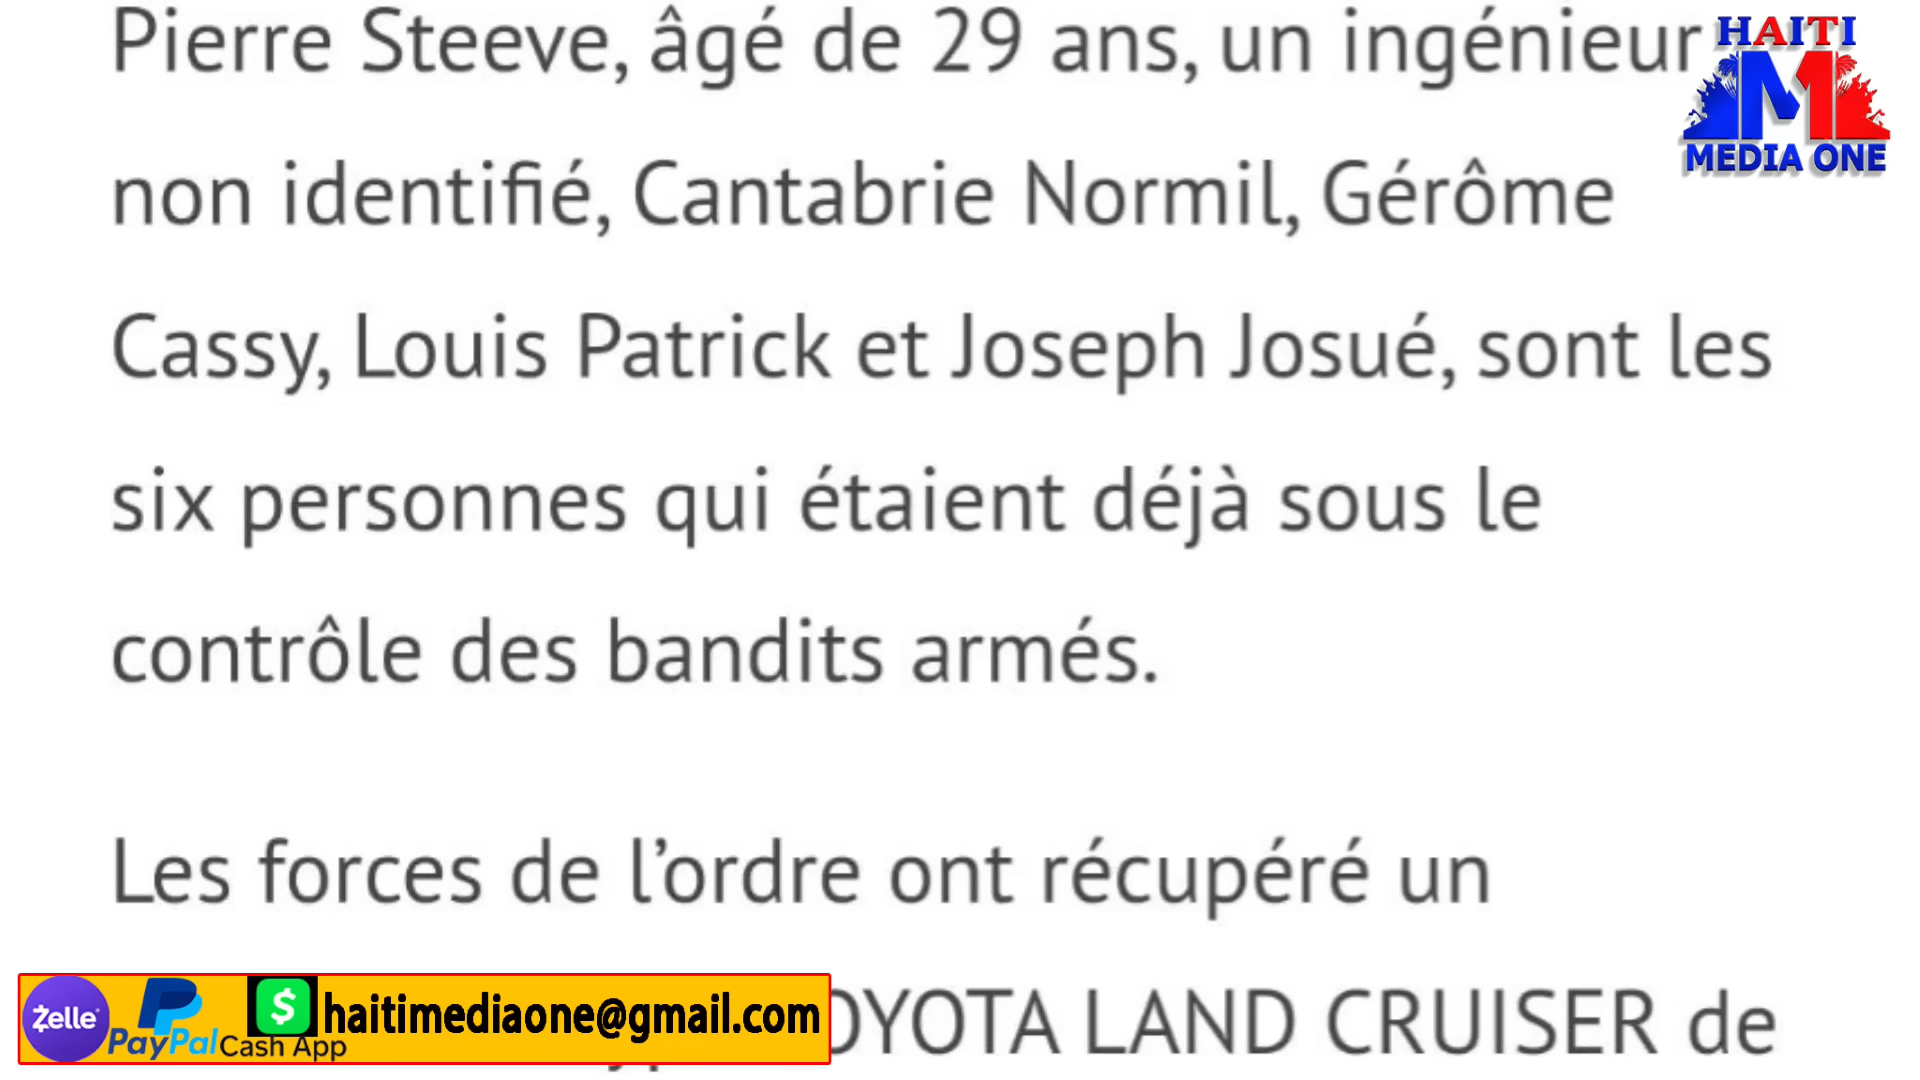 Pierre Steeve, âgé de 29 ans, un ingénieur
HAITI
M1
MEDIA ONE
non identifié, Cantabrie Normil, Gérôme
Cassy, Louis Patrick et Joseph Josué, sont les
six personnes qui étaient déjà sous le
contrôle des bandits armés.
Les forces de l’ordre ont récupéré un
OYOTA LAND CRUISER de
Zelle
PayPal
$
Cash App
haitimediaone@gmail.com